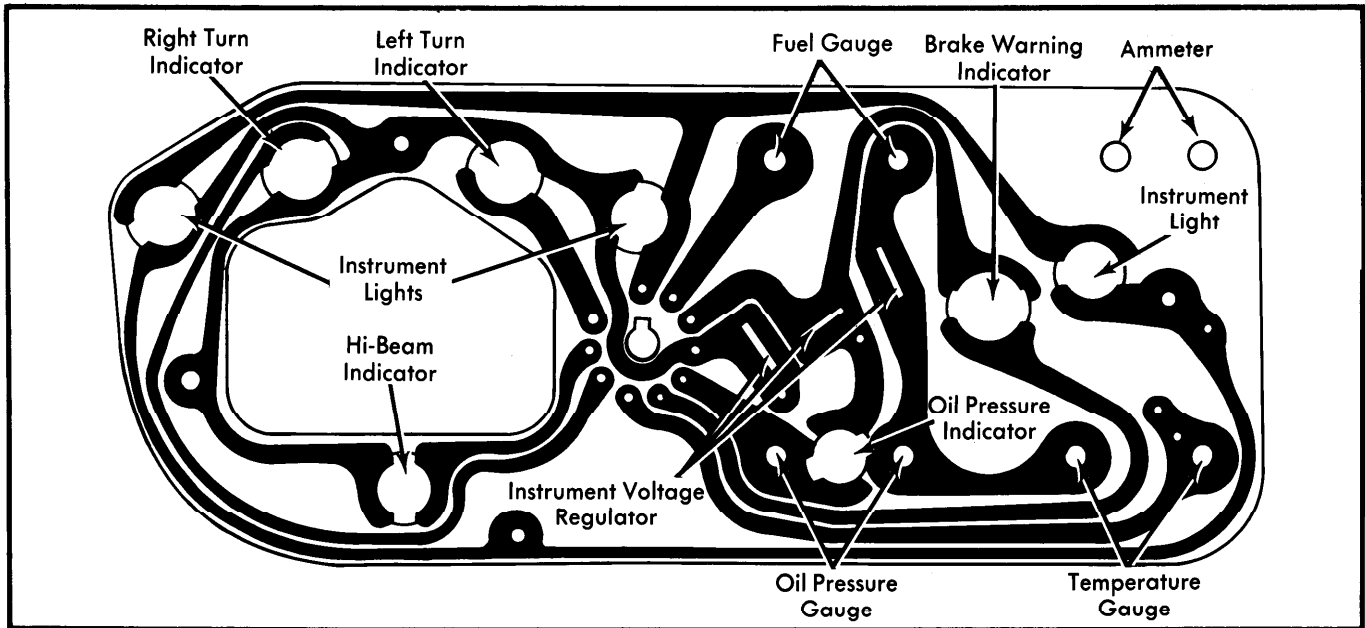 Right Turn
Indicator
Left Turn
Indicator
Fuel Gauge
Brake Warning
Indicator
Ammeter
Instrument
Light
Instrument
Lights
Hi-Beam
Indicator
Oil Pressure
Indicator
Instrument Voltage
Regulator
Oil Pressure
Gauge
Temperature
Gauge